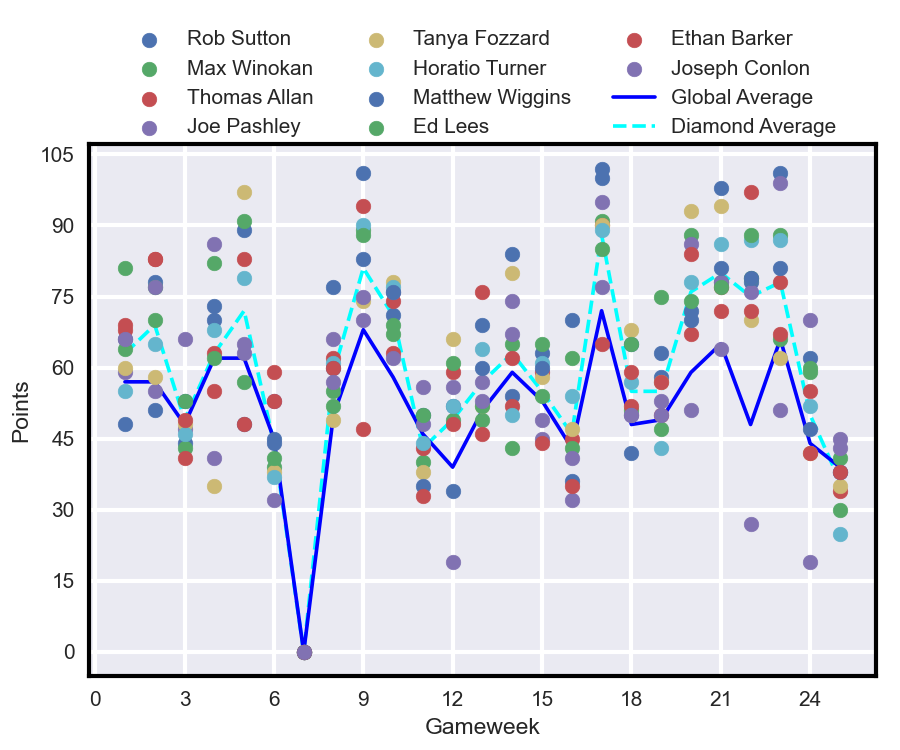 Rob Sutton
Max Winokan
Thomas Allan
Joe Pashley
Tanya Fozzard
Horatio Turner
Matthew Wiggins
Ed Lees
Ethan Barker
Joseph Conlon
Global Average
Diamond Average
105
90
75
60
45
30
15
0
Points
0 3 6 9 12 15 18 21 24
Gameweek